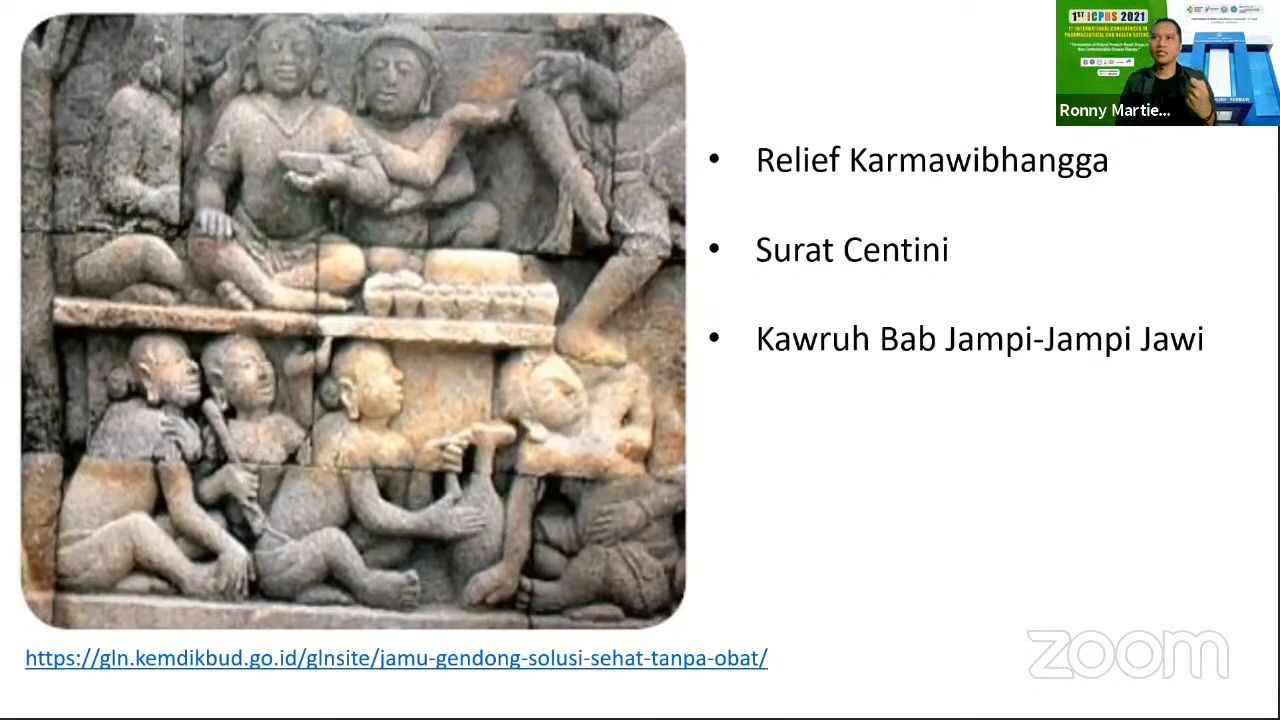 1ST ICPHS 2021
Ronny Martie...
• Relief Karmawibhangga
• Surat Centini
• Kawruh Bab Jampi-Jampi Jawi
https://gln.kemdikbud.go.id/glnsite/jamu-gendong-solusi-sehat-tanpa-obat/
zoom